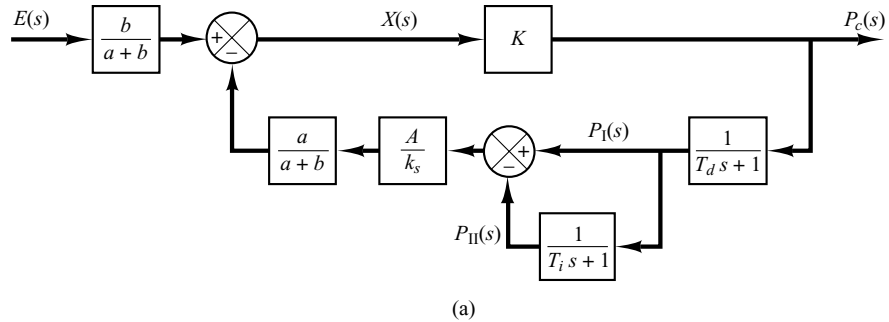 E(s)
b
a + b
+
−
X(s)
K
P_c(s)
a
a + b
A
k_s
+
−
P_I(s)
1
T_d s + 1
P_II(s)
1
T_i s + 1
(a)